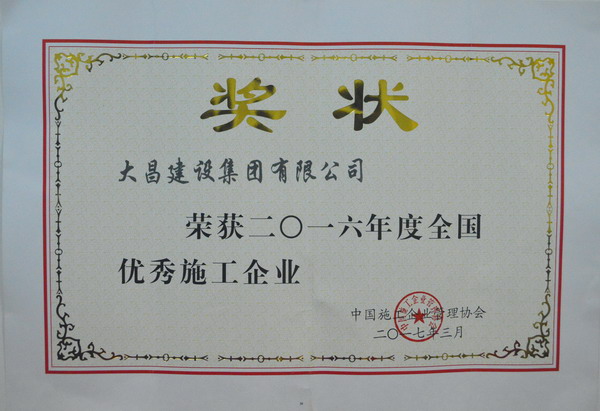 奖状
大昌建设集团有限公司
荣获二〇一六年度全国
优秀施工企业
中国施工企业管理协会
二〇一七年三月